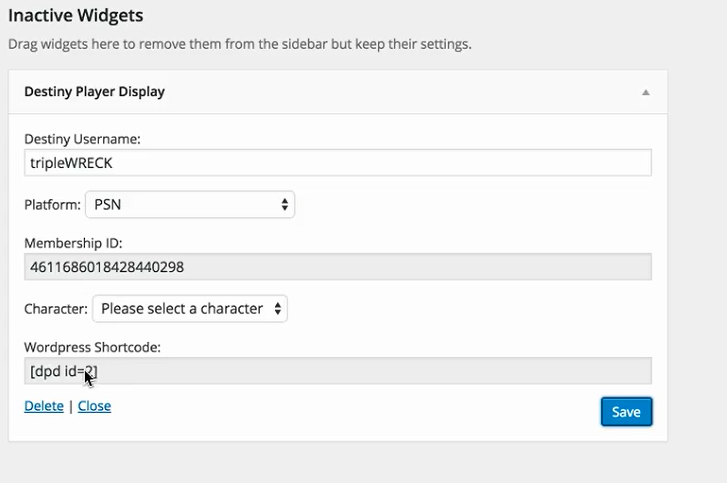 Inactive Widgets
Drag widgets here to remove them from the sidebar but keep their settings.
Destiny Player Display
Destiny Username:
tripleWRECK
Platform: PSN
Membership ID:
4611686018428440298
Character: Please select a character
Wordpress Shortcode:
[dpd id=2]
Delete | Close Save